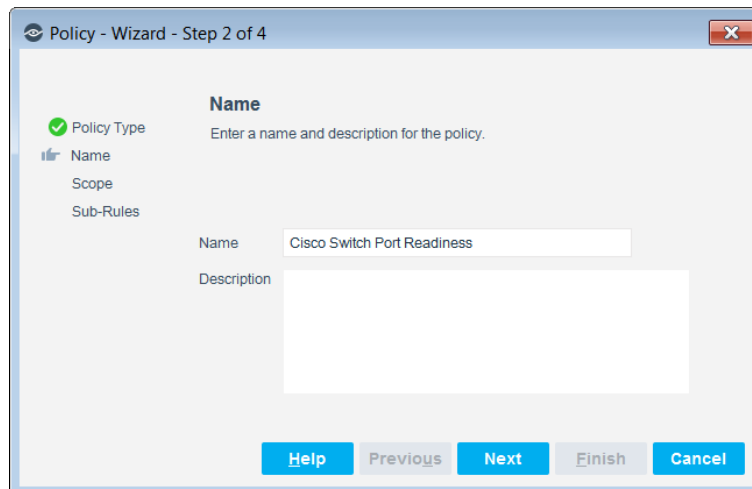 Policy - Wizard - Step 2 of 4
Policy Type
Name
Scope
Sub-Rules
Name
Enter a name and description for the policy.
Name Cisco Switch Port Readiness
Description
Help Previous Next Finish Cancel